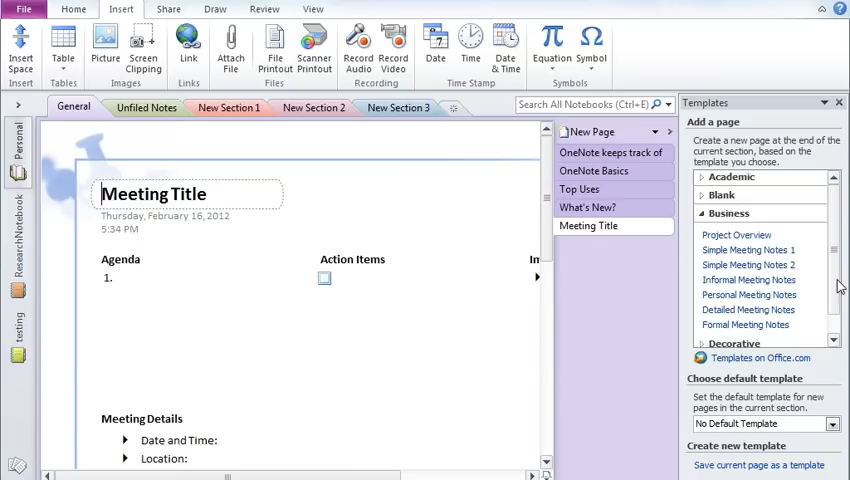 File
Home
Insert
Share
Draw
Review
View
Insert Space
Table
Picture
Screen Clipping
Link
Attach File
File Printout
Scanner Printout
Record Audio
Record Video
Date
Time
Date & Time
Equation
Symbol
Insert
Tables
Images
Links
Files
Recording
Time Stamp
Symbols
General
Unfiled Notes
New Section 1
New Section 2
New Section 3
Search All Notebooks (Ctrl+E)
Personal
ResearchNotebook
testing
Meeting Title
Thursday, February 16, 2012
5:34 PM
Agenda
Action Items
1.
Meeting Details
Date and Time:
Location:
New Page
OneNote keeps track of
OneNote Basics
Top Uses
What's New?
Meeting Title
Templates
Add a page
Create a new page at the end of the
current section, based on the
template you choose.
Academic
Blank
Business
Project Overview
Simple Meeting Notes 1
Simple Meeting Notes 2
Informal Meeting Notes
Personal Meeting Notes
Detailed Meeting Notes
Formal Meeting Notes
Decorative
Templates on Office.com
Choose default template
Set the default template for new
pages in the current section.
No Default Template
Create new template
Save current page as a template